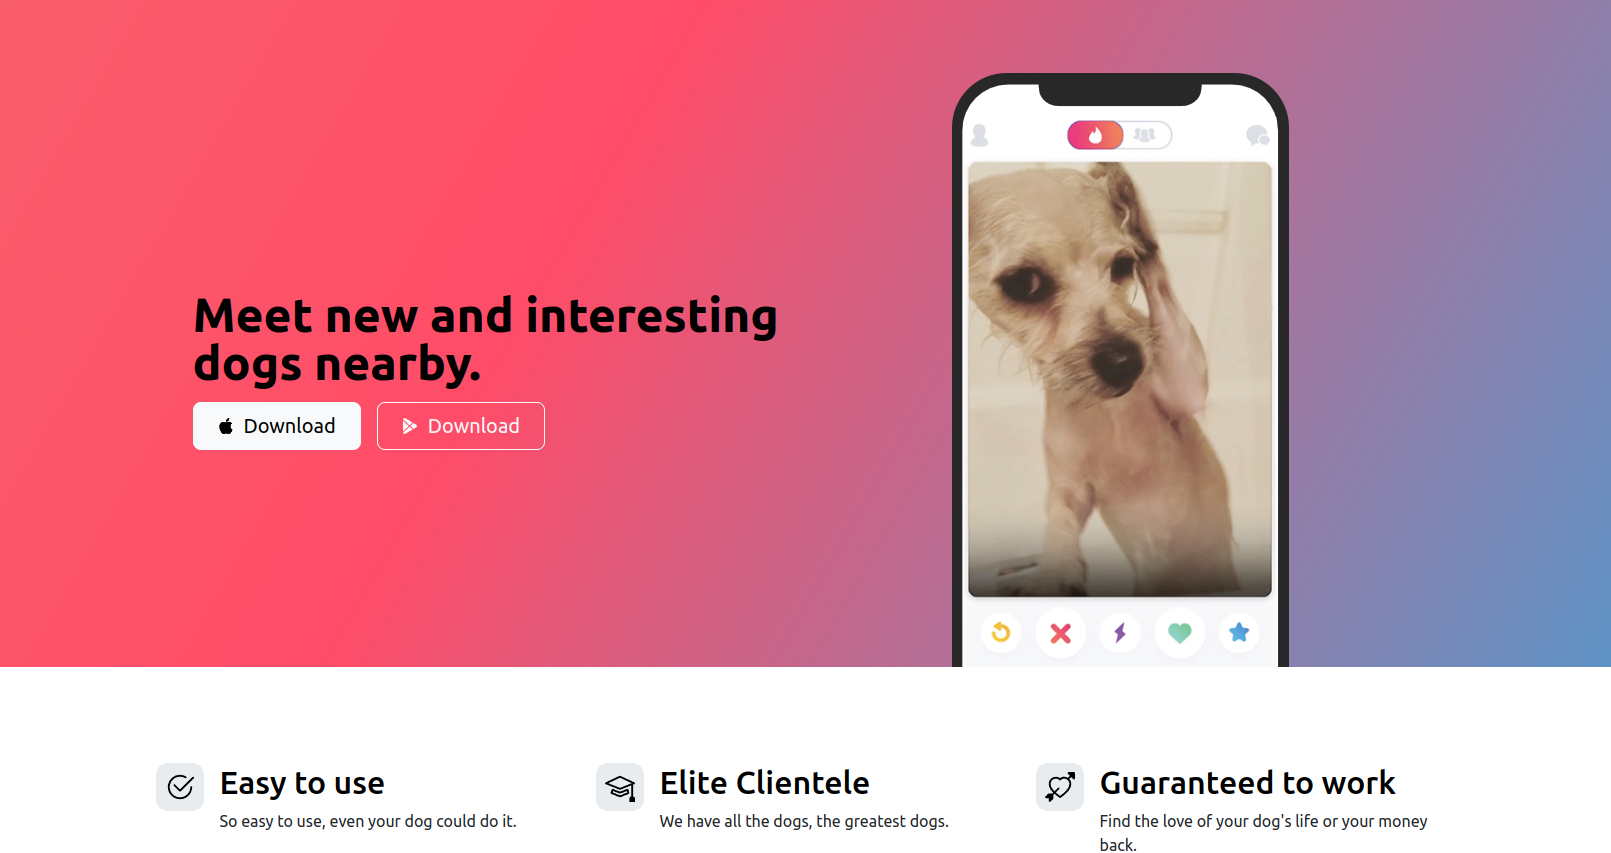 Meet new and interesting
dogs nearby.
Download
Download
Easy to use
So easy to use, even your dog could do it.
Elite Clientele
We have all the dogs, the greatest dogs.
Guaranteed to work
Find the love of your dog's life or your money
back.